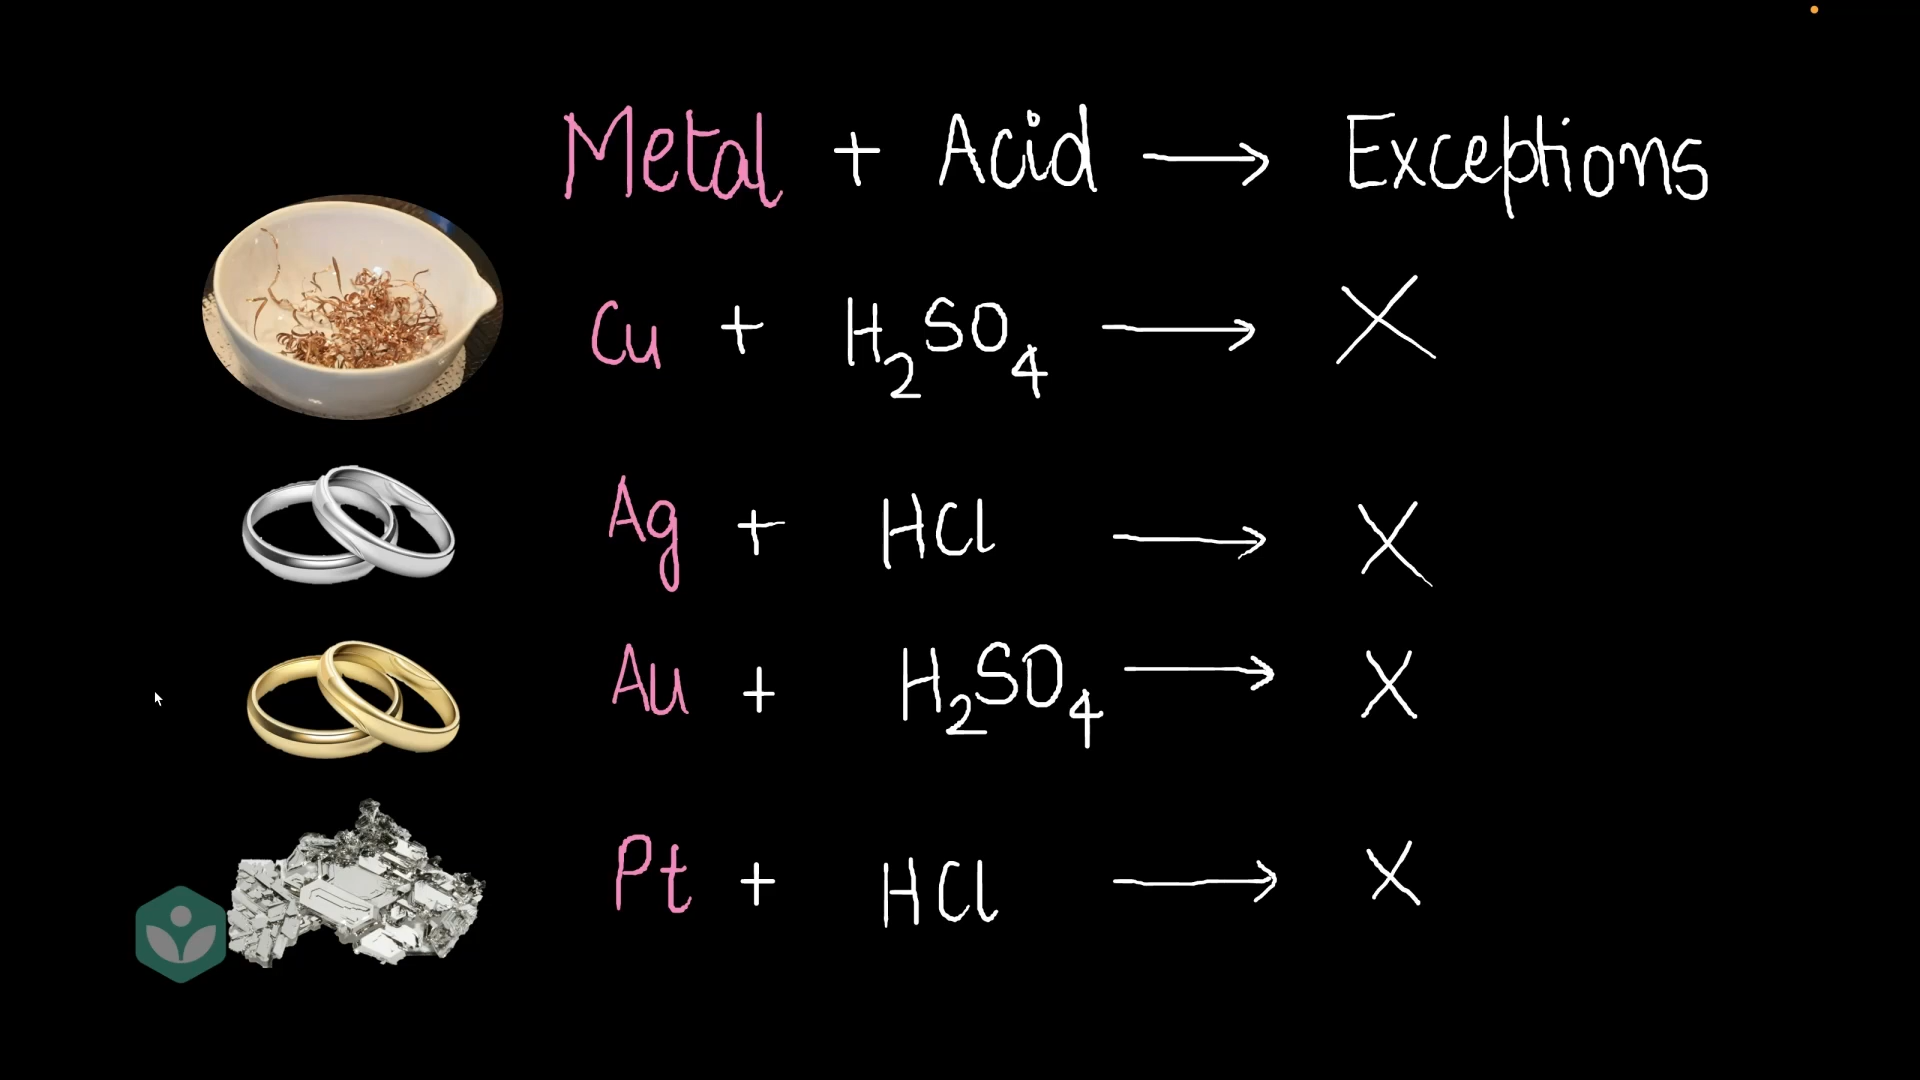 Metal + Acid → Exceptions
Cu + H₂SO₄ → X
Ag + HCl → X
Au + H₂SO₄ → X
Pt + HCl → X